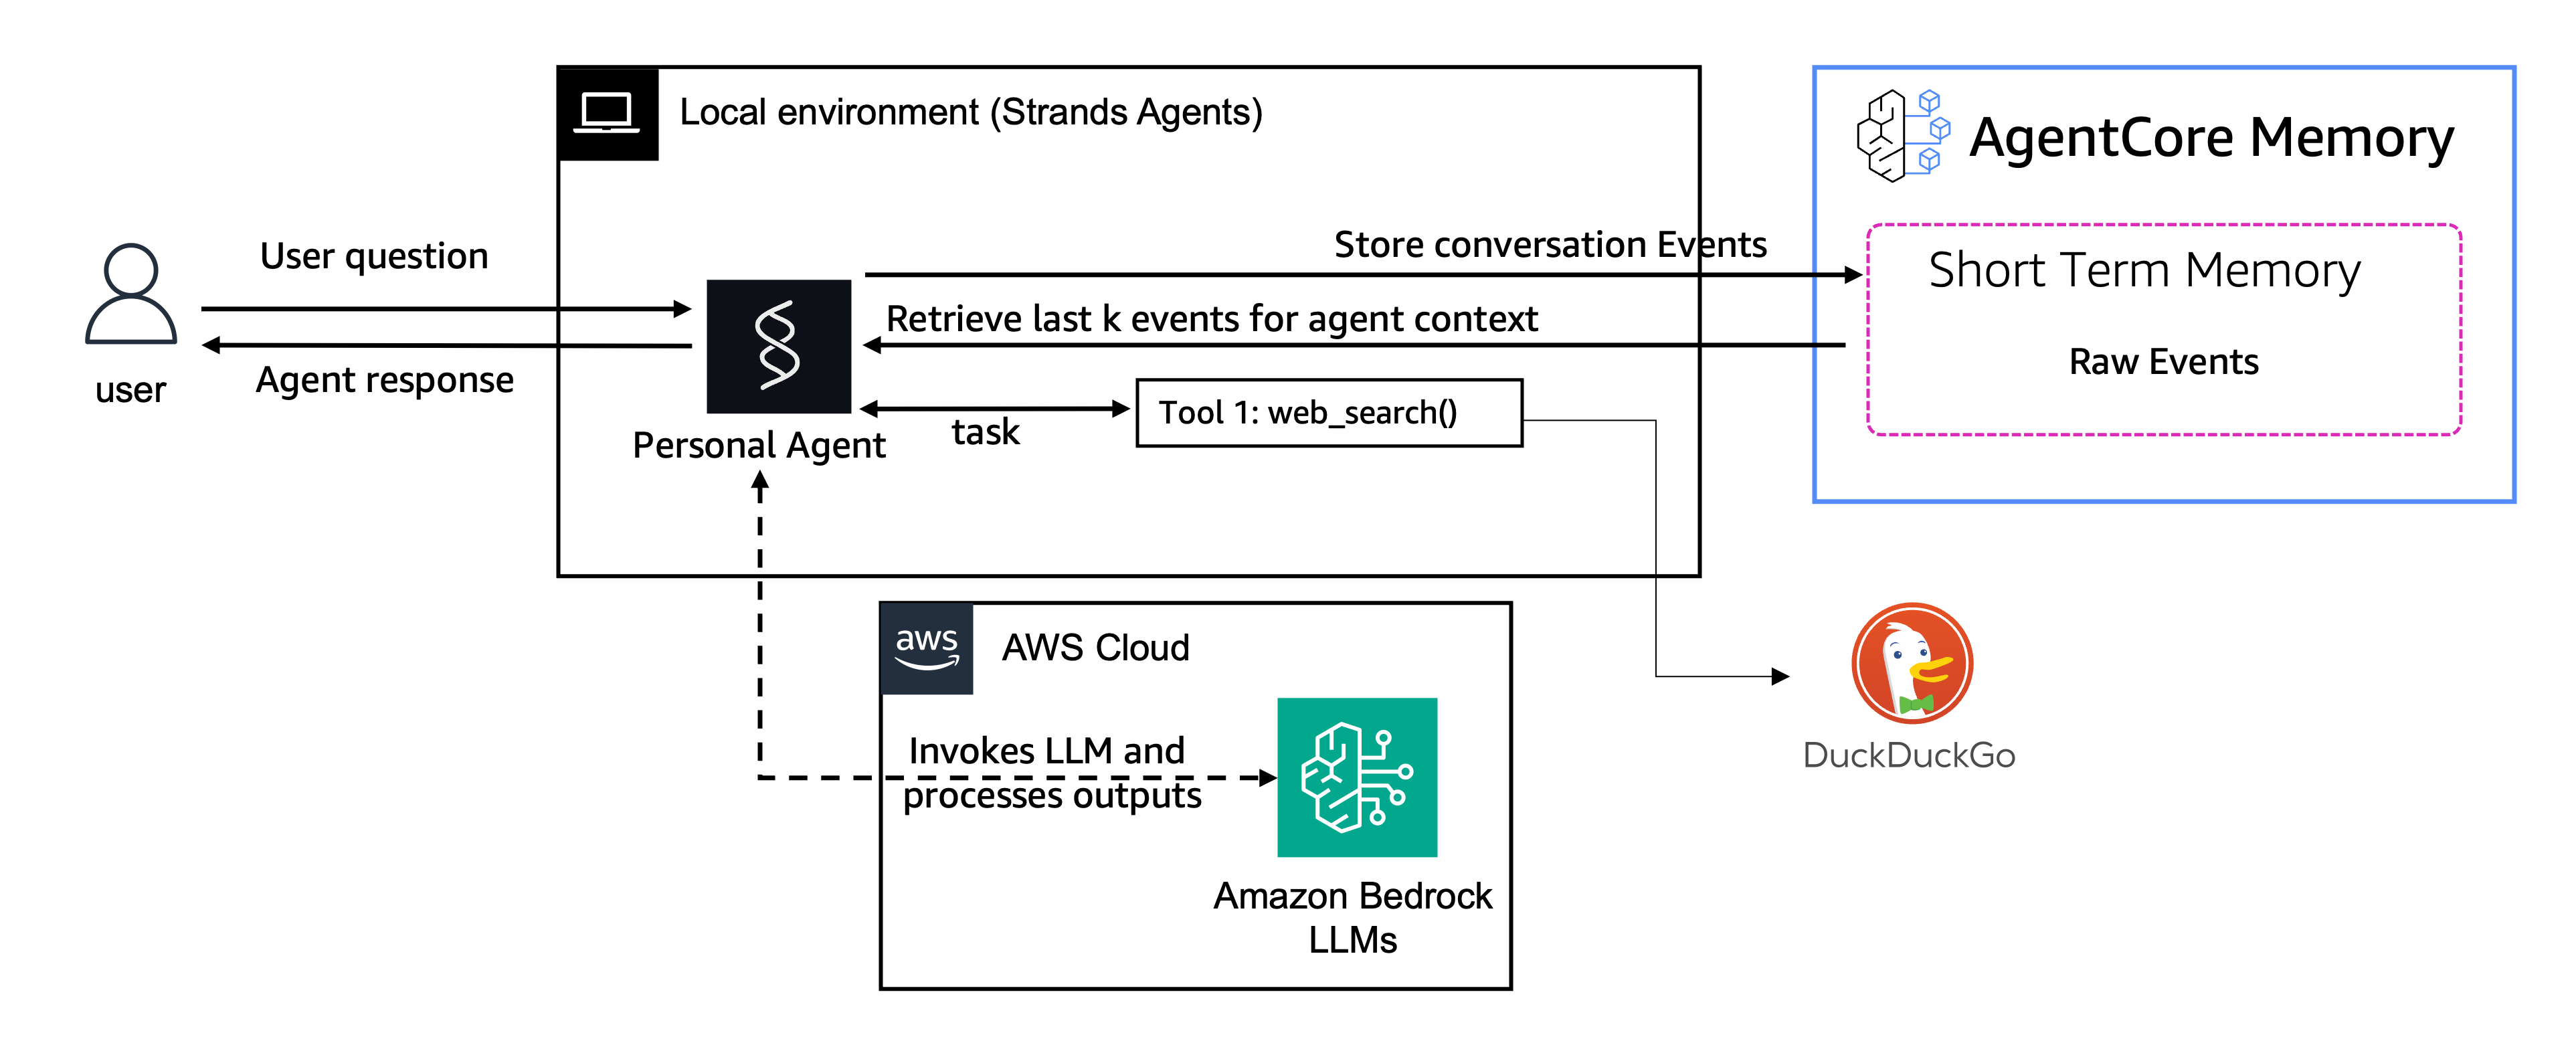 Local environment (Strands Agents)
AgentCore Memory
User question
Store conversation Events
Short Term Memory
Retrieve last k events for agent context
Raw Events
Agent response
user
Tool 1: web_search()
task
Personal Agent
aws
AWS Cloud
Invokes LLM and
processes outputs
DuckDuckGo
Amazon Bedrock
LLMs